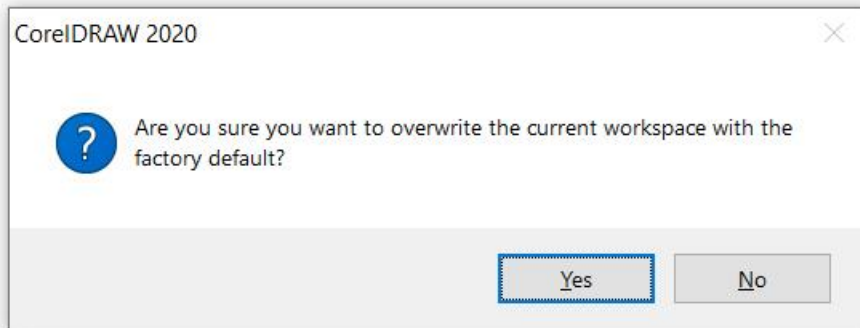 CorelDRAW 2020
Are you sure you want to overwrite the current workspace with the
factory default?
Yes
No